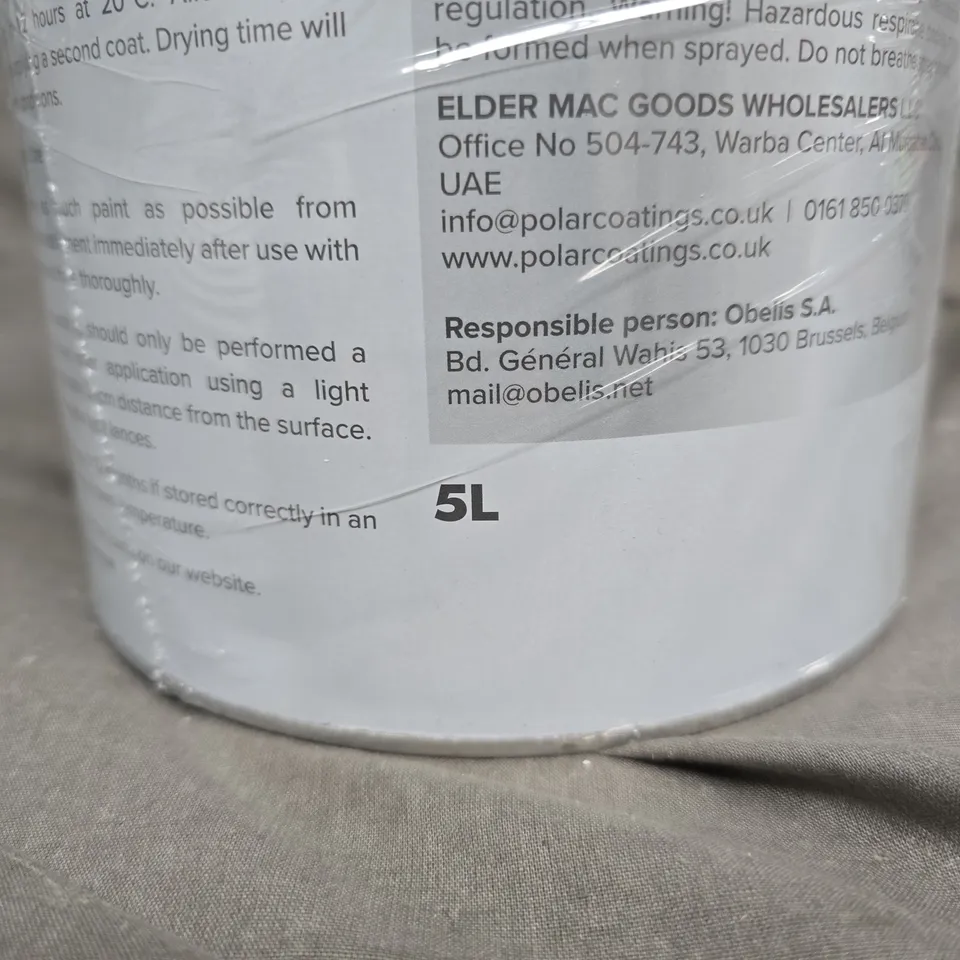 hours at 20
a second coat. Drying time will
paint as possible from
immediately after use with
thoroughly.
should only be performed a
application using a light
distance from the surface.
if stored correctly in an
on our website.
regulation. Warning! Hazardous
be formed when sprayed. Do not breathe
ELDER MAC GOODS WHOLESALERS
Office No 504-743, Warba Center, Al
UAE
info@polarcoatings.co.uk | 0161 850
www.polarcoatings.co.uk
Responsible person: Obelis S.A.
Bd. Général Wahis 53, 1030 Brussels,
mail@obelis.net
5L